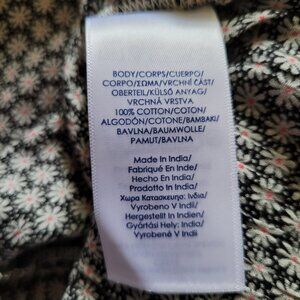 BODY/CORPS/CUERPO/
CORPO/ΣΩΜΑ/VRCHNÍ ČÁST/
OBERTEIL/KÜLSŐ ANYAG/
VRCHNÁ VRSTVA
100% COTTON/COTON/
ALGODÓN/COTONE/BAMBAKI/
BAVLNA/BAUMWOLLE/
PAMUT/BAVLNA
Made In India/
Fabriqué En Inde/
Hecho En India/
Prodotto In India/
Χωρα Κατασκευης: Ινδια/
Vyrobeno V Indii/
Hergestellt In Indien/
Gyártási Hely: India/
Vyrobené V Indii